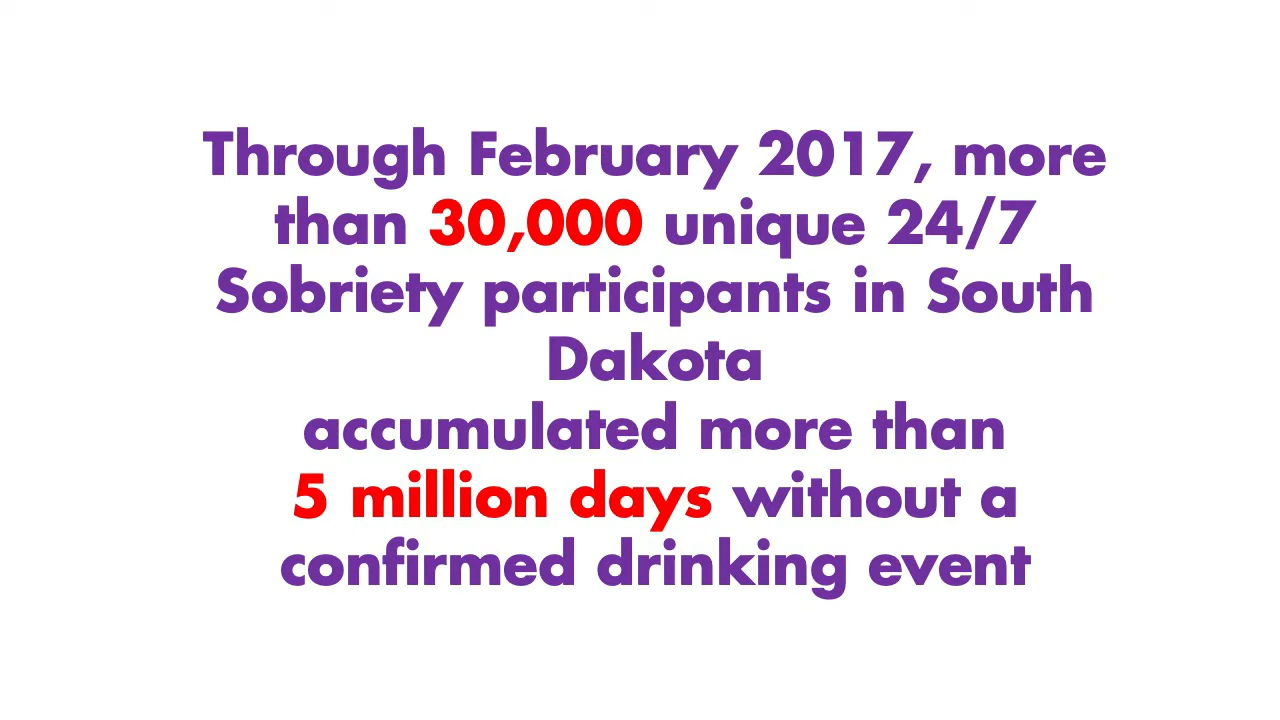 Through February 2017, more
than 30,000 unique 24/7
Sobriety participants in South
Dakota
accumulated more than
5 million days without a
confirmed drinking event